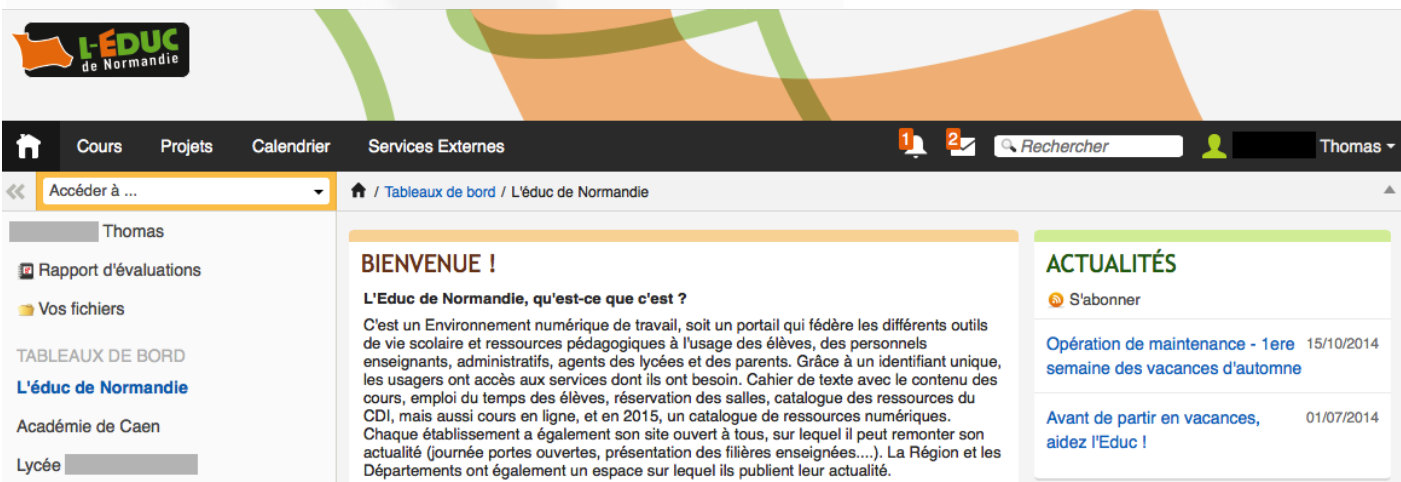 L-ÉDUC
de Normandie
Cours Projets Calendrier Services Externes 1 2 Rechercher Thomas
Accéder à ...
/ Tableaux de bord / L'éduc de Normandie
Thomas
Rapport d'évaluations
Vos fichiers
TABLEAUX DE BORD
L'éduc de Normandie
Académie de Caen
Lycée
BIENVENUE !
L'Educ de Normandie, qu'est-ce que c'est ?
C'est un Environnement numérique de travail, soit un portail qui fédère les différents outils
de vie scolaire et ressources pédagogiques à l'usage des élèves, des personnels
enseignants, administratifs, agents des lycées et des parents. Grâce à un identifiant unique,
les usagers ont accès aux services dont ils ont besoin. Cahier de texte avec le contenu des
cours, emploi du temps des élèves, réservation des salles, catalogue des ressources du
CDI, mais aussi cours en ligne, et en 2015, un catalogue de ressources numériques.
Chaque établissement a également son site ouvert à tous, sur lequel il peut remonter son
actualité (journée portes ouvertes, présentation des filières enseignées....). La Région et les
Départements ont également un espace sur lequel ils publient leur actualité.
ACTUALITÉS
S'abonner
Opération de maintenance - 1ere 15/10/2014
semaine des vacances d'automne
Avant de partir en vacances, 01/07/2014
aidez l'Educ !